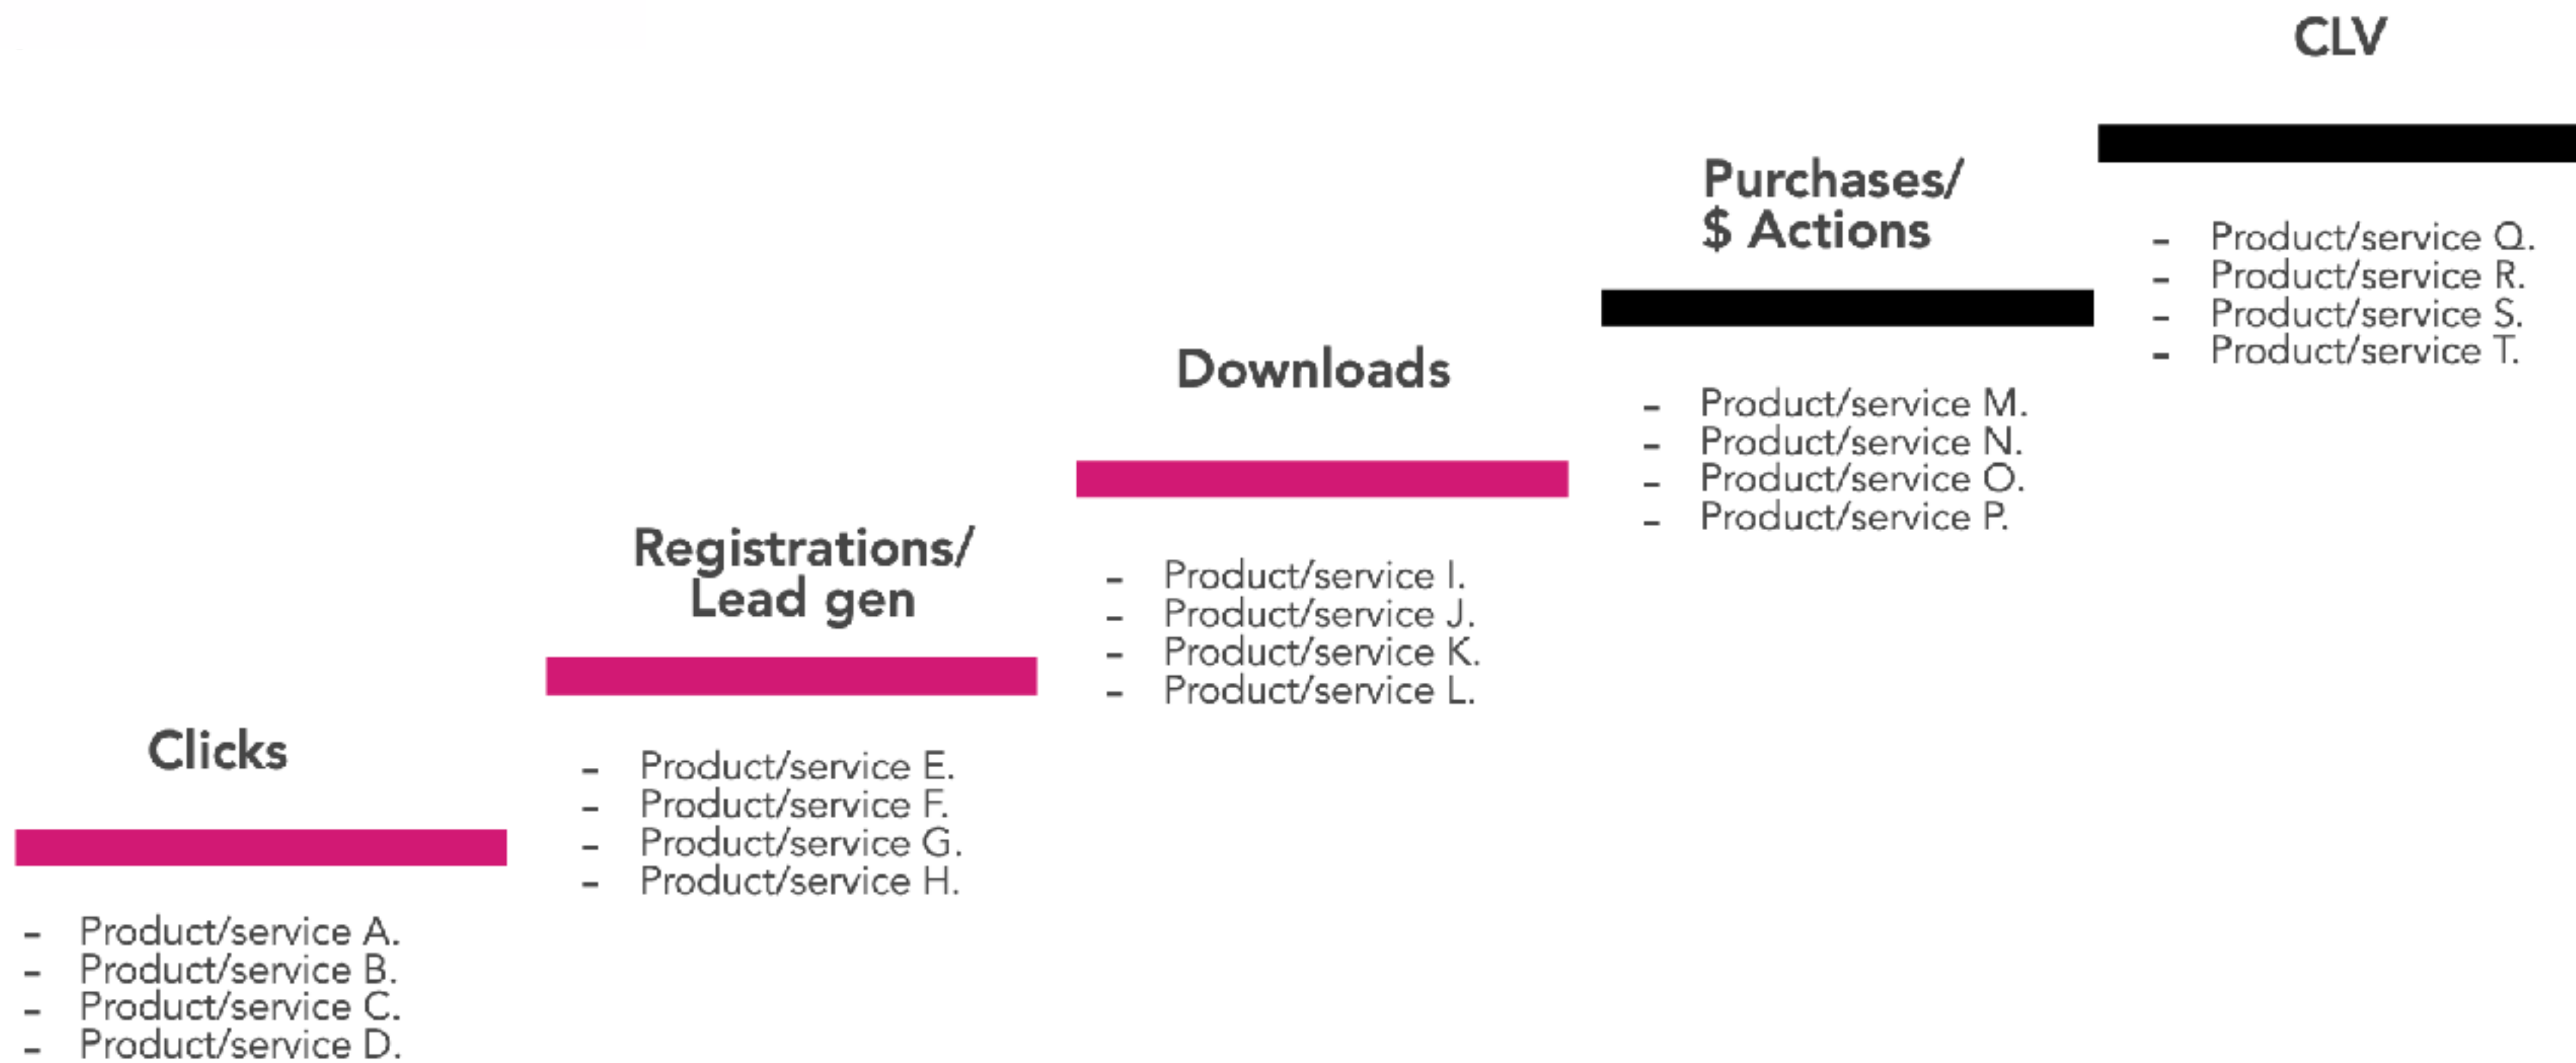 CLV
- Product/service Q.
- Product/service R.
- Product/service S.
- Product/service T.
Purchases/
$ Actions
- Product/service M.
- Product/service N.
- Product/service O.
- Product/service P.
Downloads
- Product/service I.
- Product/service J.
- Product/service K.
- Product/service L.
Registrations/
Lead gen
- Product/service E.
- Product/service F.
- Product/service G.
- Product/service H.
Clicks
- Product/service A.
- Product/service B.
- Product/service C.
- Product/service D.